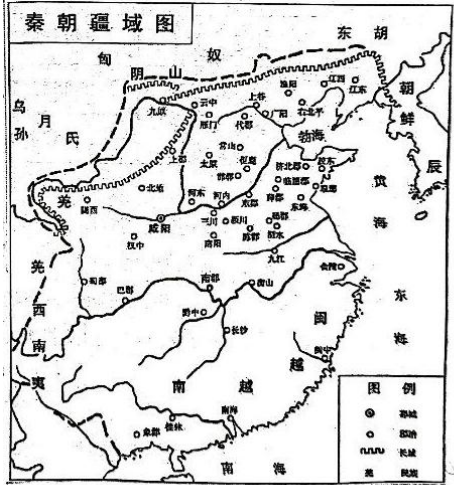 秦朝疆域图
东胡
匈奴
阴山
乌孙
月氏
朝鲜
辰
九原
云中
雁门
上谷
代郡
渔阳
广阳
右北平
辽西
辽东
渤海
黄海
上郡
太原
常山
邯郸
济北郡
胶东
临淄郡
琅琊
羌
北地
陇西
河东
河内
东郡
薛郡
东海
咸阳
三川
颍川
砀郡
泗水
汉中
南阳
陈郡
九江
会稽
羌
蜀郡
巴郡
南郡
衡山
黔中
长沙
闽越
闽中
东海
西南夷
南越
象郡
桂林
南海
南海
图例
都城
郡治
长城
羌 民族